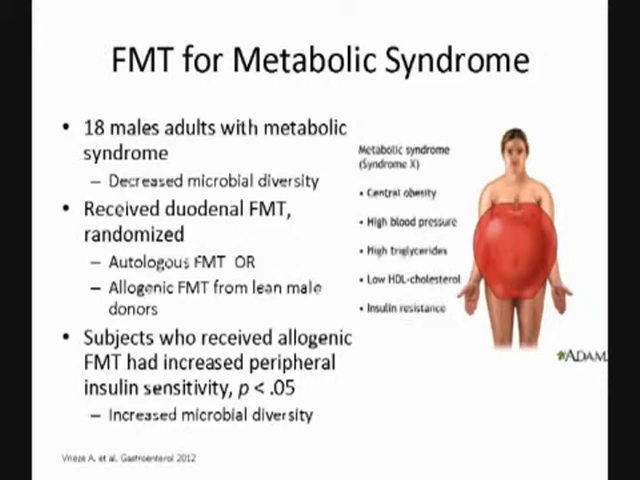 FMT for Metabolic Syndrome
• 18 males adults with metabolic
syndrome
– Decreased microbial diversity
• Received duodenal FMT,
randomized
– Autologous FMT OR
– Allogenic FMT from lean male
donors
• Subjects who received allogenic
FMT had increased peripheral
insulin sensitivity, p < .05
– Increased microbial diversity
Vrieze A. et al. Gastroenterol 2012
Metabolic syndrome
(Syndrome X)
• Central obesity
• High blood pressure
• High triglycerides
• Low HDL-cholesterol
• Insulin resistance
ADAM.